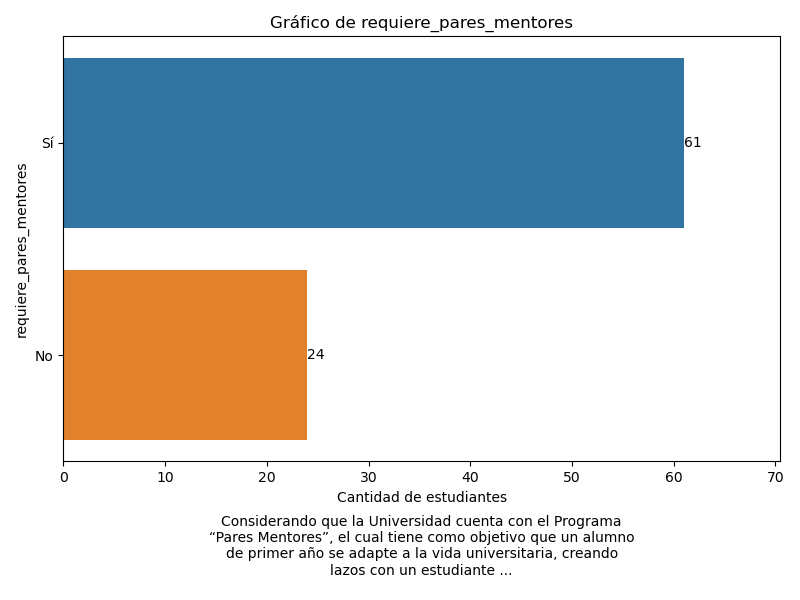 Gráfico de requiere_pares_mentores
requiere_pares_mentores
Sí
61
No
24
0 10 20 30 40 50 60 70
Cantidad de estudiantes
Considerando que la Universidad cuenta con el Programa
“Pares Mentores”, el cual tiene como objetivo que un alumno
de primer año se adapte a la vida universitaria, creando
lazos con un estudiante ...